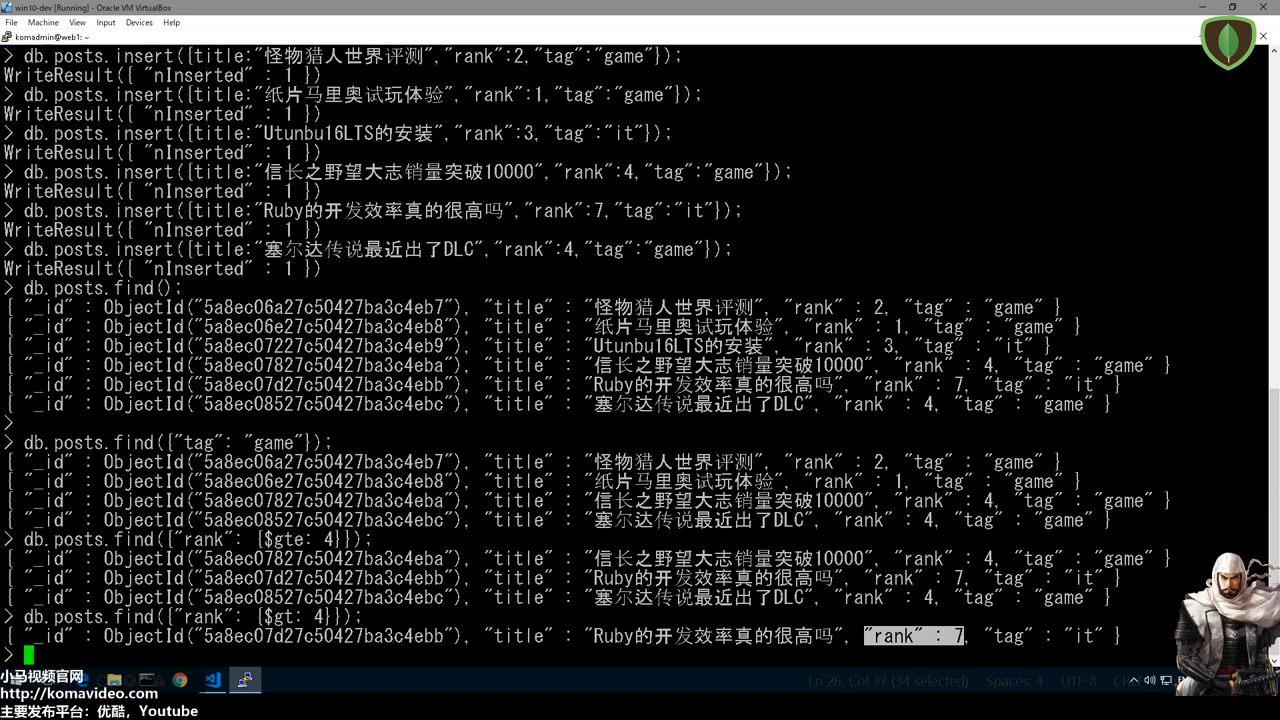 win10-dev [Running] - Oracle VM VirtualBox
File Machine View Input Devices Help
komadmin@web1: ~
> db.posts.insert({title:"怪物猎人世界评测","rank":2,"tag":"game"});
WriteResult({ "nInserted" : 1 })
> db.posts.insert({title:"纸片马里奥试玩体验","rank":1,"tag":"game"});
WriteResult({ "nInserted" : 1 })
> db.posts.insert({title:"Utunbu16LTS的安装","rank":3,"tag":"it"});
WriteResult({ "nInserted" : 1 })
> db.posts.insert({title:"信长之野望大志销量突破10000","rank":4,"tag":"game"});
WriteResult({ "nInserted" : 1 })
> db.posts.insert({title:"Ruby的开发效率真的很高吗","rank":7,"tag":"it"});
WriteResult({ "nInserted" : 1 })
> db.posts.insert({title:"塞尔达传说最近出了DLC","rank":4,"tag":"game"});
WriteResult({ "nInserted" : 1 })
> db.posts.find();
{ "_id" : ObjectId("5a8ec06a27c50427ba3c4eb7"), "title" : "怪物猎人世界评测", "rank" : 2, "tag" : "game" }
{ "_id" : ObjectId("5a8ec06e27c50427ba3c4eb8"), "title" : "纸片马里奥试玩体验", "rank" : 1, "tag" : "game" }
{ "_id" : ObjectId("5a8ec07227c50427ba3c4eb9"), "title" : "Utunbu16LTS的安装", "rank" : 3, "tag" : "it" }
{ "_id" : ObjectId("5a8ec07827c50427ba3c4eba"), "title" : "信长之野望大志销量突破10000", "rank" : 4, "tag" : "game" }
{ "_id" : ObjectId("5a8ec07d27c50427ba3c4ebb"), "title" : "Ruby的开发效率真的很高吗", "rank" : 7, "tag" : "it" }
{ "_id" : ObjectId("5a8ec08527c50427ba3c4ebc"), "title" : "塞尔达传说最近出了DLC", "rank" : 4, "tag" : "game" }
>
> db.posts.find({"tag": "game"});
{ "_id" : ObjectId("5a8ec06a27c50427ba3c4eb7"), "title" : "怪物猎人世界评测", "rank" : 2, "tag" : "game" }
{ "_id" : ObjectId("5a8ec06e27c50427ba3c4eb8"), "title" : "纸片马里奥试玩体验", "rank" : 1, "tag" : "game" }
{ "_id" : ObjectId("5a8ec07827c50427ba3c4eba"), "title" : "信长之野望大志销量突破10000", "rank" : 4, "tag" : "game" }
{ "_id" : ObjectId("5a8ec08527c50427ba3c4ebc"), "title" : "塞尔达传说最近出了DLC", "rank" : 4, "tag" : "game" }
> db.posts.find({"rank": {$gte: 4}});
{ "_id" : ObjectId("5a8ec07827c50427ba3c4eba"), "title" : "信长之野望大志销量突破10000", "rank" : 4, "tag" : "game" }
{ "_id" : ObjectId("5a8ec07d27c50427ba3c4ebb"), "title" : "Ruby的开发效率真的很高吗", "rank" : 7, "tag" : "it" }
{ "_id" : ObjectId("5a8ec08527c50427ba3c4ebc"), "title" : "塞尔达传说最近出了DLC", "rank" : 4, "tag" : "game" }
> db.posts.find({"rank": {$gt: 4}});
{ "_id" : ObjectId("5a8ec07d27c50427ba3c4ebb"), "title" : "Ruby的开发效率真的很高吗", "rank" : 7, "tag" : "it" }
>
小马视频官网
http://komavideo.com
Ln 26, Col 37 (34 selected) Spaces: 4 UTF-8
主要发布平台：优酷，Youtube